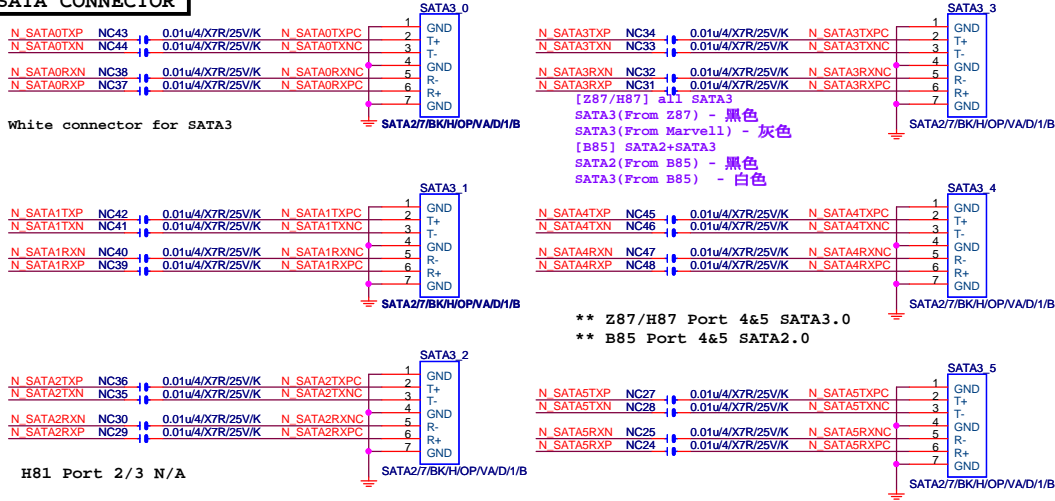 SATA CONNECTOR
SATA3_0
N_SATA0TXP NC43 0.01u/4/X7R/25V/K N_SATA0TXPC 1 GND
N_SATA0TXN NC44 0.01u/4/X7R/25V/K N_SATA0TXNC 2 T+
3 T-
4 GND
N_SATA0RXN NC38 0.01u/4/X7R/25V/K N_SATA0RXNC 5 R-
N_SATA0RXP NC37 0.01u/4/X7R/25V/K N_SATA0RXPC 6 R+
7 GND
White connector for SATA3
SATA2/7/BK/H/OP/VA/D/1/B
SATA3_3
N_SATA3TXP NC34 0.01u/4/X7R/25V/K N_SATA3TXPC 1 GND
N_SATA3TXN NC33 0.01u/4/X7R/25V/K N_SATA3TXNC 2 T+
3 T-
4 GND
N_SATA3RXN NC32 0.01u/4/X7R/25V/K N_SATA3RXNC 5 R-
N_SATA3RXP NC31 0.01u/4/X7R/25V/K N_SATA3RXPC 6 R+
7 GND
SATA2/7/BK/H/OP/VA/D/1/B
[Z87/H87] all SATA3
SATA3(From Z87) - 黑色
SATA3(From Marvell) - 灰色
[B85] SATA2+SATA3
SATA2(From B85) - 黑色
SATA3(From B85) - 白色
SATA3_1
N_SATA1TXP NC42 0.01u/4/X7R/25V/K N_SATA1TXPC 1 GND
N_SATA1TXN NC41 0.01u/4/X7R/25V/K N_SATA1TXNC 2 T+
3 T-
4 GND
N_SATA1RXN NC40 0.01u/4/X7R/25V/K N_SATA1RXNC 5 R-
N_SATA1RXP NC39 0.01u/4/X7R/25V/K N_SATA1RXPC 6 R+
7 GND
SATA2/7/BK/H/OP/VA/D/1/B
SATA3_4
N_SATA4TXP NC45 0.01u/4/X7R/25V/K N_SATA4TXPC 1 GND
N_SATA4TXN NC46 0.01u/4/X7R/25V/K N_SATA4TXNC 2 T+
3 T-
4 GND
N_SATA4RXN NC47 0.01u/4/X7R/25V/K N_SATA4RXNC 5 R-
N_SATA4RXP NC48 0.01u/4/X7R/25V/K N_SATA4RXPC 6 R+
7 GND
SATA2/7/BK/H/OP/VA/D/1/B
** Z87/H87 Port 4&5 SATA3.0
** B85 Port 4&5 SATA2.0
SATA3_2
N_SATA2TXP NC36 0.01u/4/X7R/25V/K N_SATA2TXPC 1 GND
N_SATA2TXN NC35 0.01u/4/X7R/25V/K N_SATA2TXNC 2 T+
3 T-
4 GND
N_SATA2RXN NC30 0.01u/4/X7R/25V/K N_SATA2RXNC 5 R-
N_SATA2RXP NC29 0.01u/4/X7R/25V/K N_SATA2RXPC 6 R+
7 GND
SATA2/7/BK/H/OP/VA/D/1/B
H81 Port 2/3 N/A
SATA3_5
N_SATA5TXP NC27 0.01u/4/X7R/25V/K N_SATA5TXPC 1 GND
N_SATA5TXN NC28 0.01u/4/X7R/25V/K N_SATA5TXNC 2 T+
3 T-
4 GND
N_SATA5RXN NC25 0.01u/4/X7R/25V/K N_SATA5RXNC 5 R-
N_SATA5RXP NC24 0.01u/4/X7R/25V/K N_SATA5RXPC 6 R+
7 GND
SATA2/7/BK/H/OP/VA/D/1/B